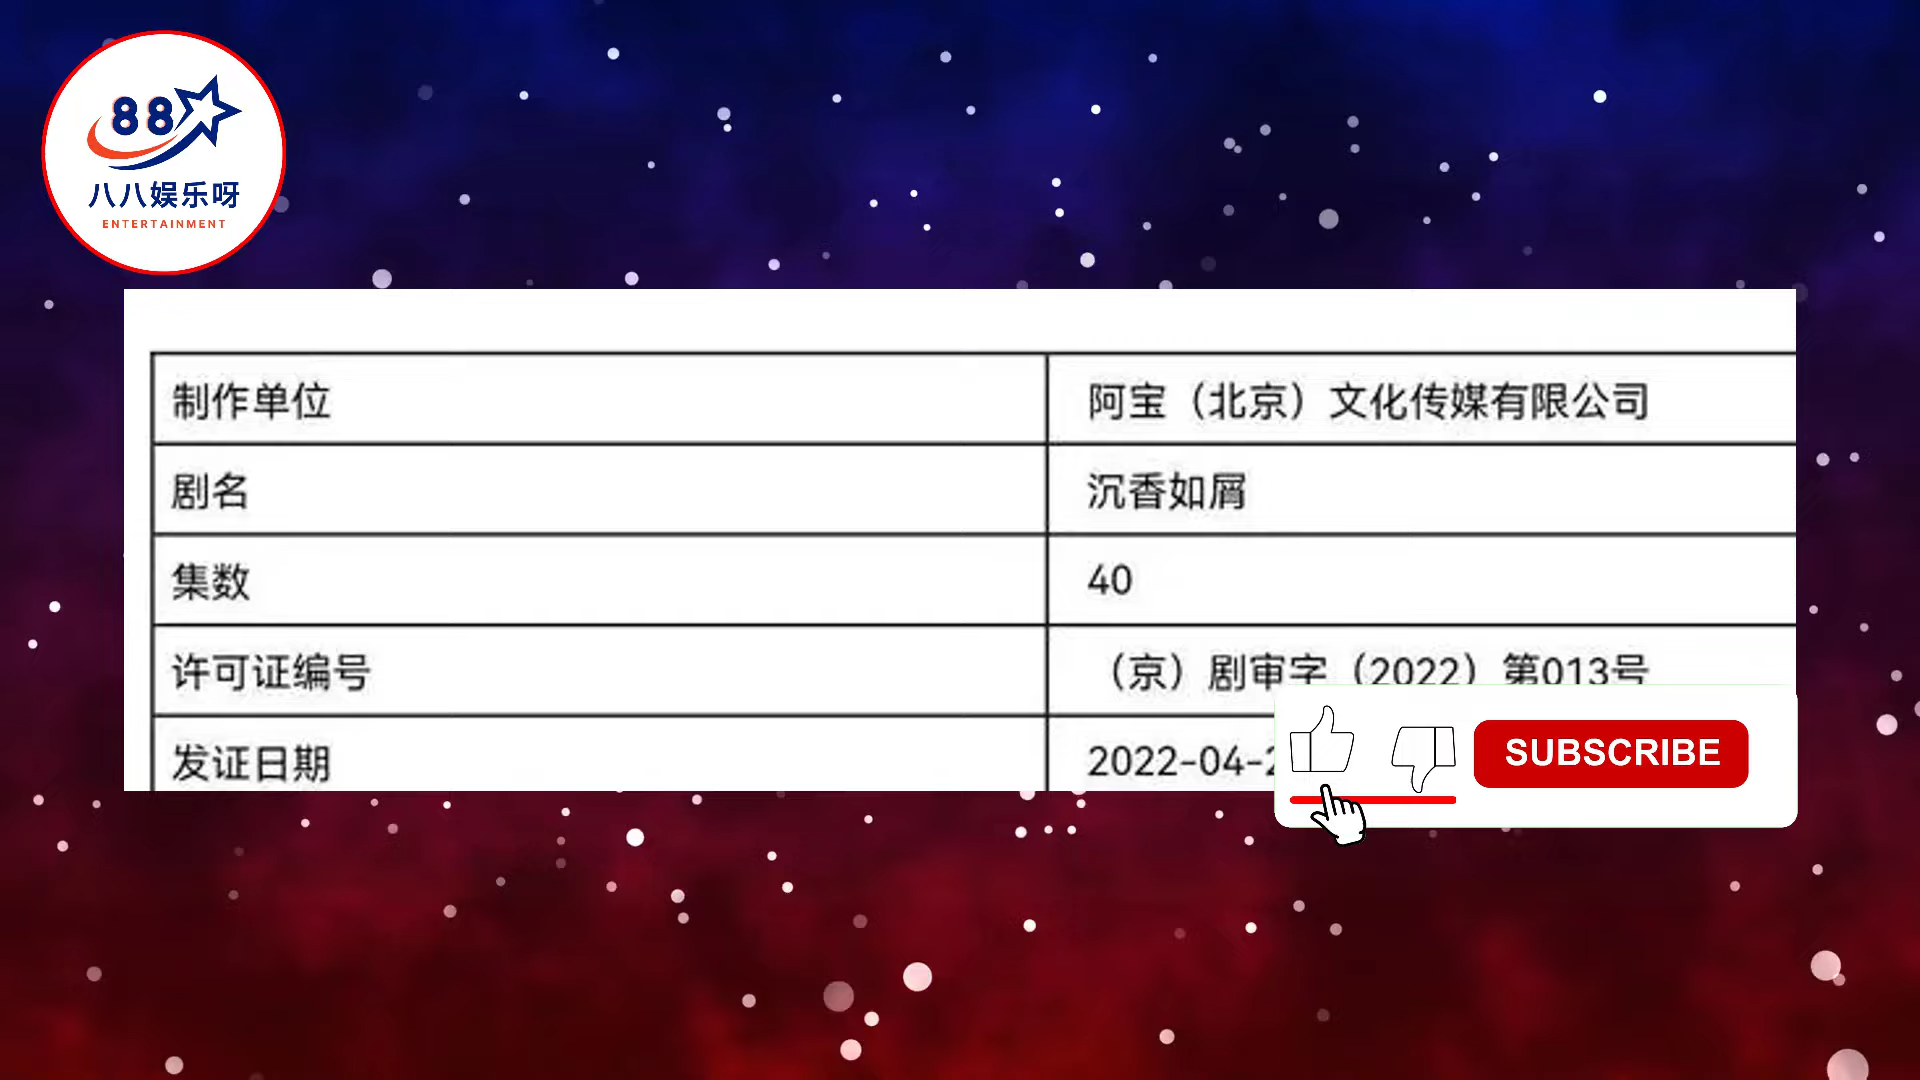 88
八八娱乐呀
ENTERTAINMENT
制作单位 阿宝（北京）文化传媒有限公司
剧名 沉香如屑
集数 40
许可证编号 （京）剧审字（2022）第013号
发证日期 2022-04-
SUBSCRIBE